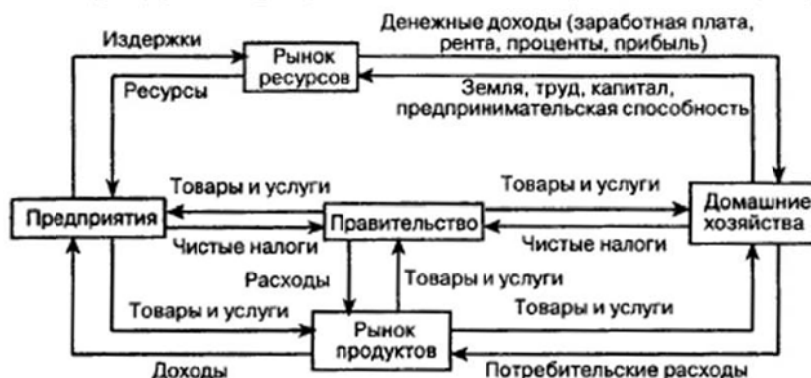 Издержки
Рынок
ресурсов
Денежные доходы (заработная плата,
рента, проценты, прибыль)
Ресурсы
Земля, труд, капитал,
предпринимательская способность
Товары и услуги
Товары и услуги
Предприятия
Правительство
Домашние
хозяйства
Чистые налоги
Чистые налоги
Расходы
Товары и услуги
Товары и услуги
Товары и услуги
Рынок
продуктов
Доходы
Потребительские расходы